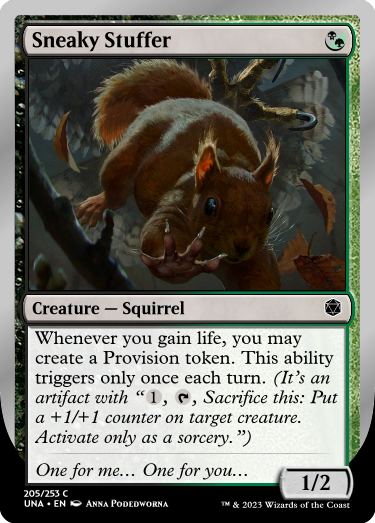 Sneaky Stuffer
Creature — Squirrel
Whenever you gain life, you may
create a Provision token. This ability
triggers only once each turn. (It's an
artifact with “1, T, Sacrifice this: Put
a +1/+1 counter on target creature.
Activate only as a sorcery.”)
One for me… One for you…
1/2
205/253 C
UNA • EN Anna Podedworna
™ & 2023 Wizards of the Coast